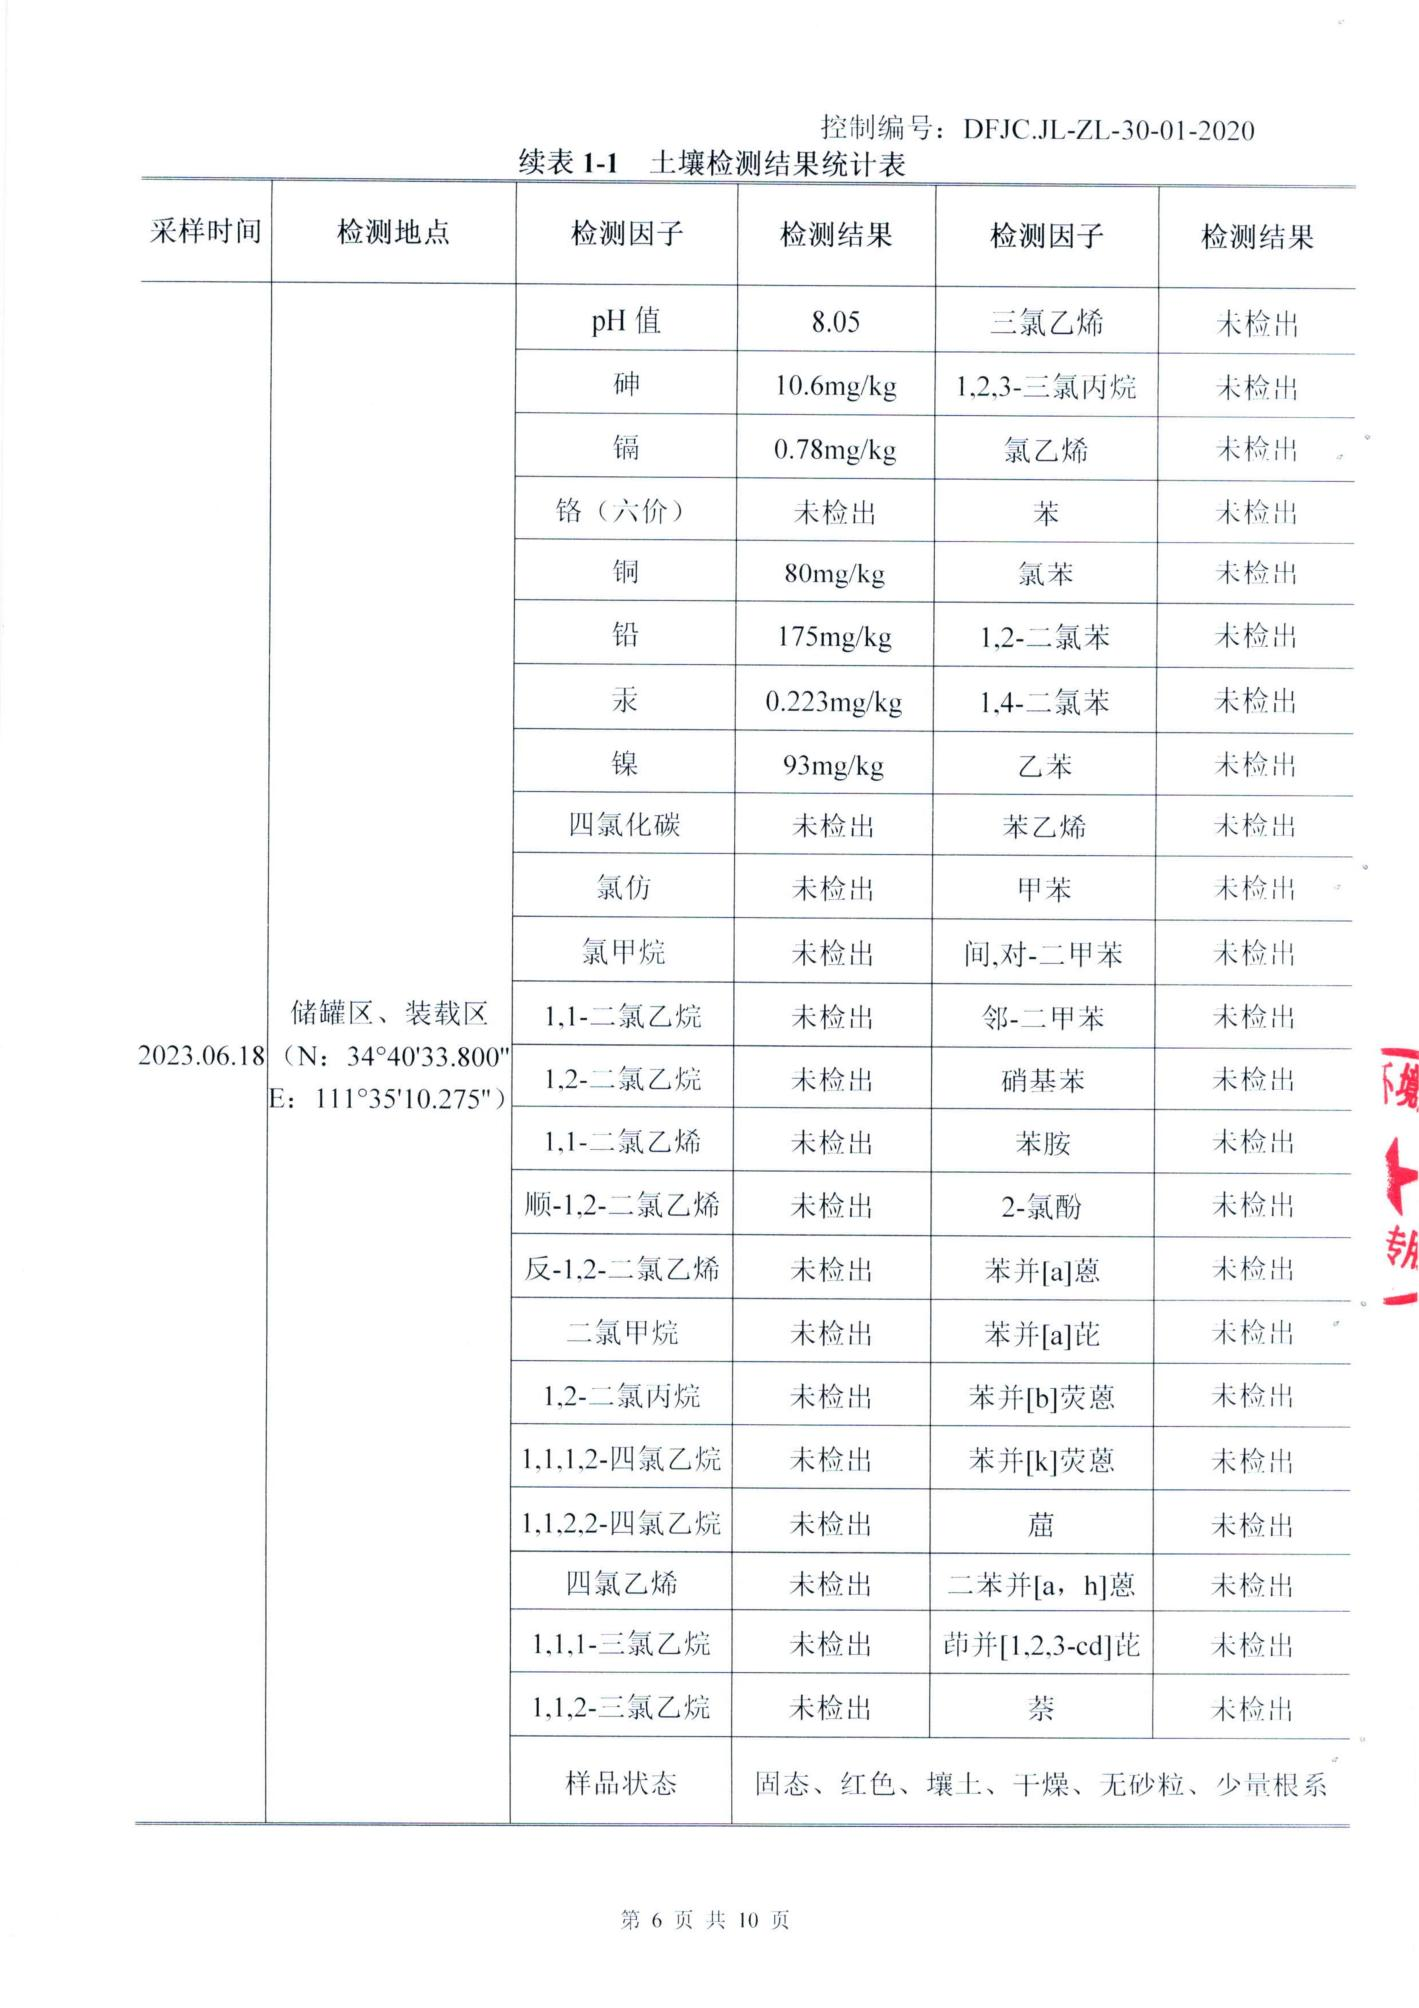 控制编号：DFJC.JL-ZL-30-01-2020
续表 1-1 土壤检测结果统计表
采样时间 检测地点 检测因子 检测结果 检测因子 检测结果
pH 值 8.05 三氯乙烯 未检出
砷 10.6mg/kg 1,2,3-三氯丙烷 未检出
镉 0.78mg/kg 氯乙烯 未检出
铬（六价） 未检出 苯 未检出
铜 80mg/kg 氯苯 未检出
铅 175mg/kg 1,2-二氯苯 未检出
汞 0.223mg/kg 1,4-二氯苯 未检出
镍 93mg/kg 乙苯 未检出
四氯化碳 未检出 苯乙烯 未检出
氯仿 未检出 甲苯 未检出
氯甲烷 未检出 间,对-二甲苯 未检出
储罐区、装载区
2023.06.18 （N：34°40'33.800"
E：111°35'10.275"）
1,1-二氯乙烷 未检出 邻-二甲苯 未检出
1,2-二氯乙烷 未检出 硝基苯 未检出
1,1-二氯乙烯 未检出 苯胺 未检出
顺-1,2-二氯乙烯 未检出 2-氯酚 未检出
反-1,2-二氯乙烯 未检出 苯并[a]蒽 未检出
二氯甲烷 未检出 苯并[a]芘 未检出
1,2-二氯丙烷 未检出 苯并[b]荧蒽 未检出
1,1,1,2-四氯乙烷 未检出 苯并[k]荧蒽 未检出
1,1,2,2-四氯乙烷 未检出 䓛 未检出
四氯乙烯 未检出 二苯并[a，h]蒽 未检出
1,1,1-三氯乙烷 未检出 茚并[1,2,3-cd]芘 未检出
1,1,2-三氯乙烷 未检出 萘 未检出
样品状态 固态、红色、壤土、干燥、无砂粒、少量根系
环境
专用
第 6 页 共 10 页